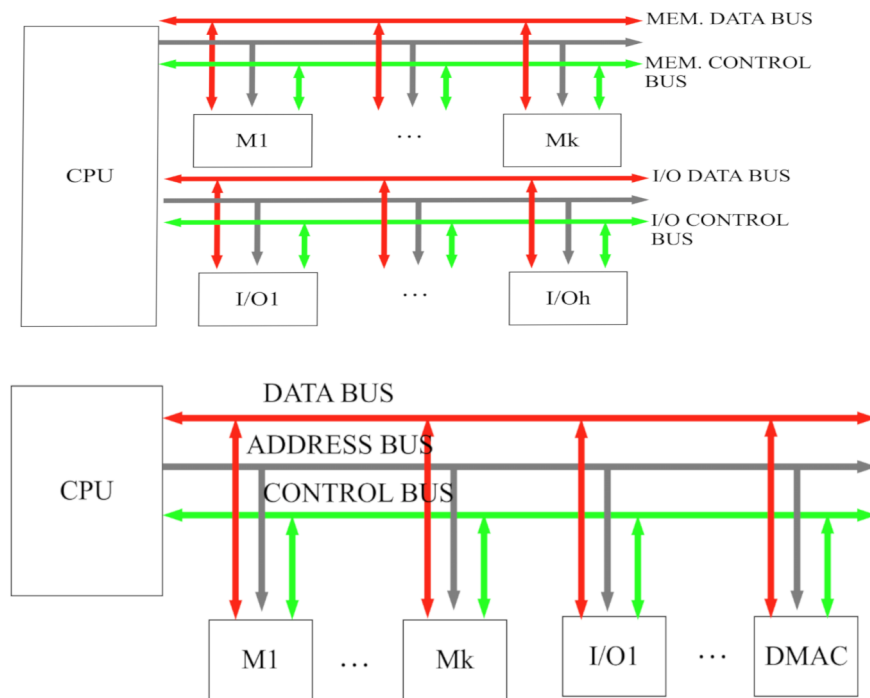 MEM. DATA BUS
MEM. CONTROL
BUS
M1
...
Mk
CPU
I/O DATA BUS
I/O CONTROL
BUS
I/O1
...
I/Oh
DATA BUS
ADDRESS BUS
CPU
CONTROL BUS
M1
...
Mk
I/O1
...
DMAC